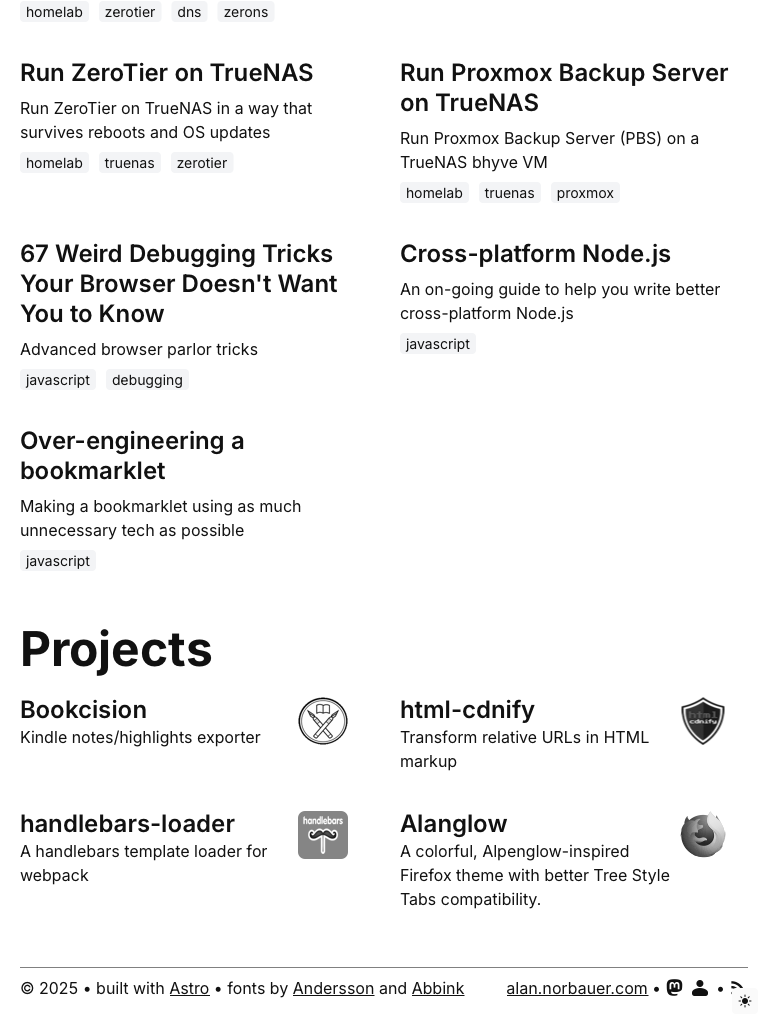 homelab zerotier dns zerons
Run ZeroTier on TrueNAS
Run ZeroTier on TrueNAS in a way that
survives reboots and OS updates
homelab truenas zerotier
Run Proxmox Backup Server
on TrueNAS
Run Proxmox Backup Server (PBS) on a
TrueNAS bhyve VM
homelab truenas proxmox
67 Weird Debugging Tricks
Your Browser Doesn't Want
You to Know
Advanced browser parlor tricks
javascript debugging
Cross-platform Node.js
An on-going guide to help you write better
cross-platform Node.js
javascript
Over-engineering a
bookmarklet
Making a bookmarklet using as much
unnecessary tech as possible
javascript
Projects
Bookcision
Kindle notes/highlights exporter
html-cdnify
Transform relative URLs in HTML
markup
html
cdnify
handlebars-loader
A handlebars template loader for
webpack
handlebars
Alanglow
A colorful, Alpenglow-inspired
Firefox theme with better Tree Style
Tabs compatibility.
© 2025 • built with Astro • fonts by Andersson and Abbink
alan.norbauer.com • •